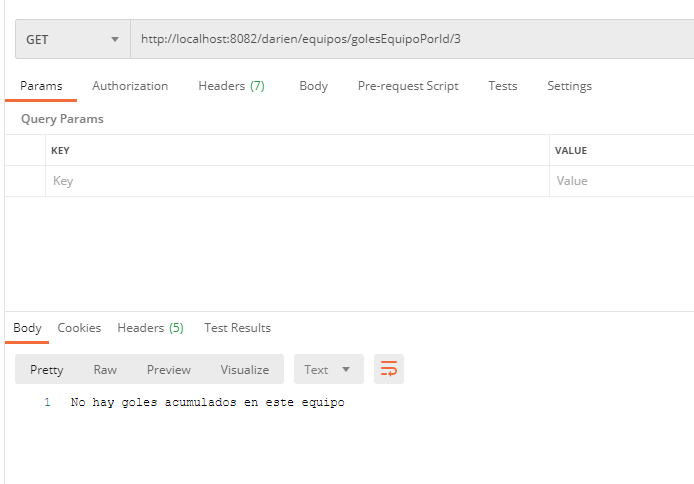 GET http://localhost:8082/darien/equipos/golesEquipoPorId/3
Params Authorization Headers (7) Body Pre-request Script Tests Settings
Query Params
KEY VALUE
Key Value
Body Cookies Headers (5) Test Results
Pretty Raw Preview Visualize Text
1 No hay goles acumulados en este equipo